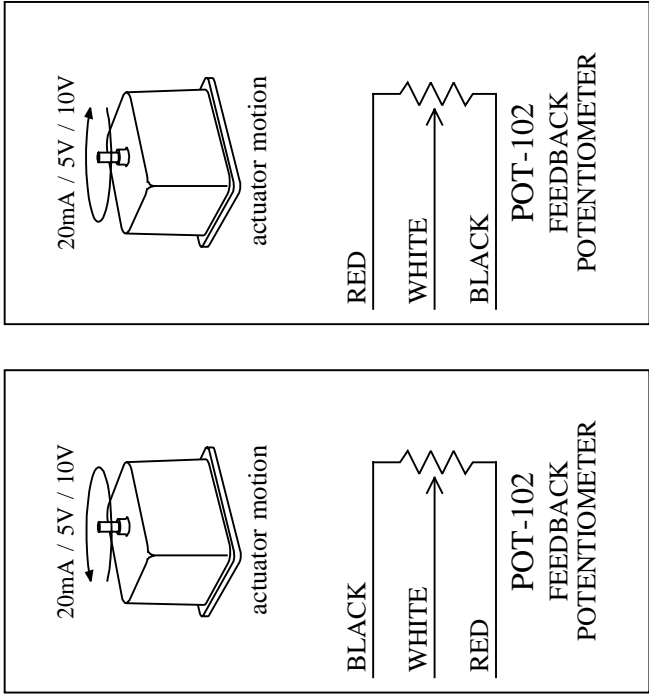 20mA / 5V / 10V
actuator motion
RED
WHITE
BLACK
POT-102
FEEDBACK
POTENTIOMETER
20mA / 5V / 10V
actuator motion
BLACK
WHITE
RED
POT-102
FEEDBACK
POTENTIOMETER